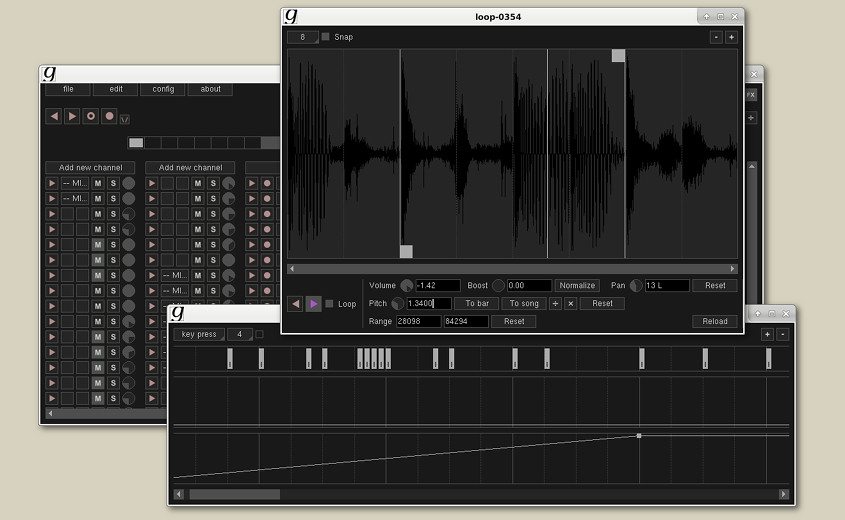 g
loop-0354
8 Snap - +
g
file edit config about
FX
Add new channel Add new channel
-- MI... M S M S
-- MI... M S M S
M S M S
M S M S
M S M S
M S M S
M S -- MI... M S
M S -- MI... M S
M S -- MI...
M S
M S
M S
M S
M S
M S
Volume -1.42 Boost 0.00 Normalize Pan 13 L Reset
Loop Pitch 1.3400 To bar To song ÷ × Reset
Range 28098 84294 Reset Reload
g
key press 4 + -